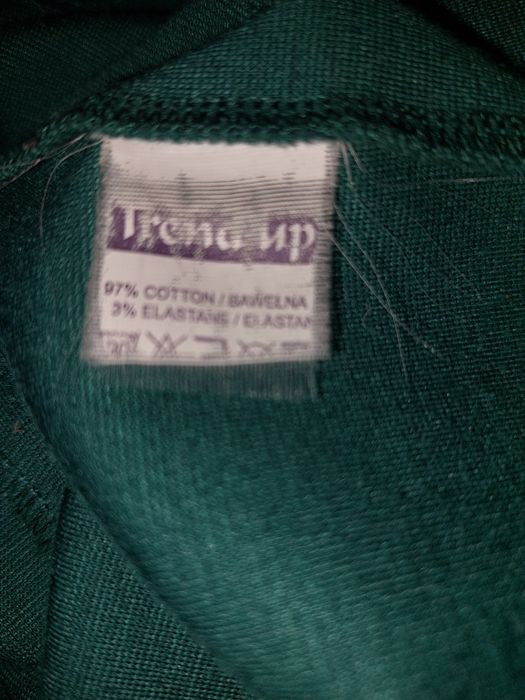 Trend up
97% COTTON / BAWEŁNA
3% ELASTANE / ELASTAN